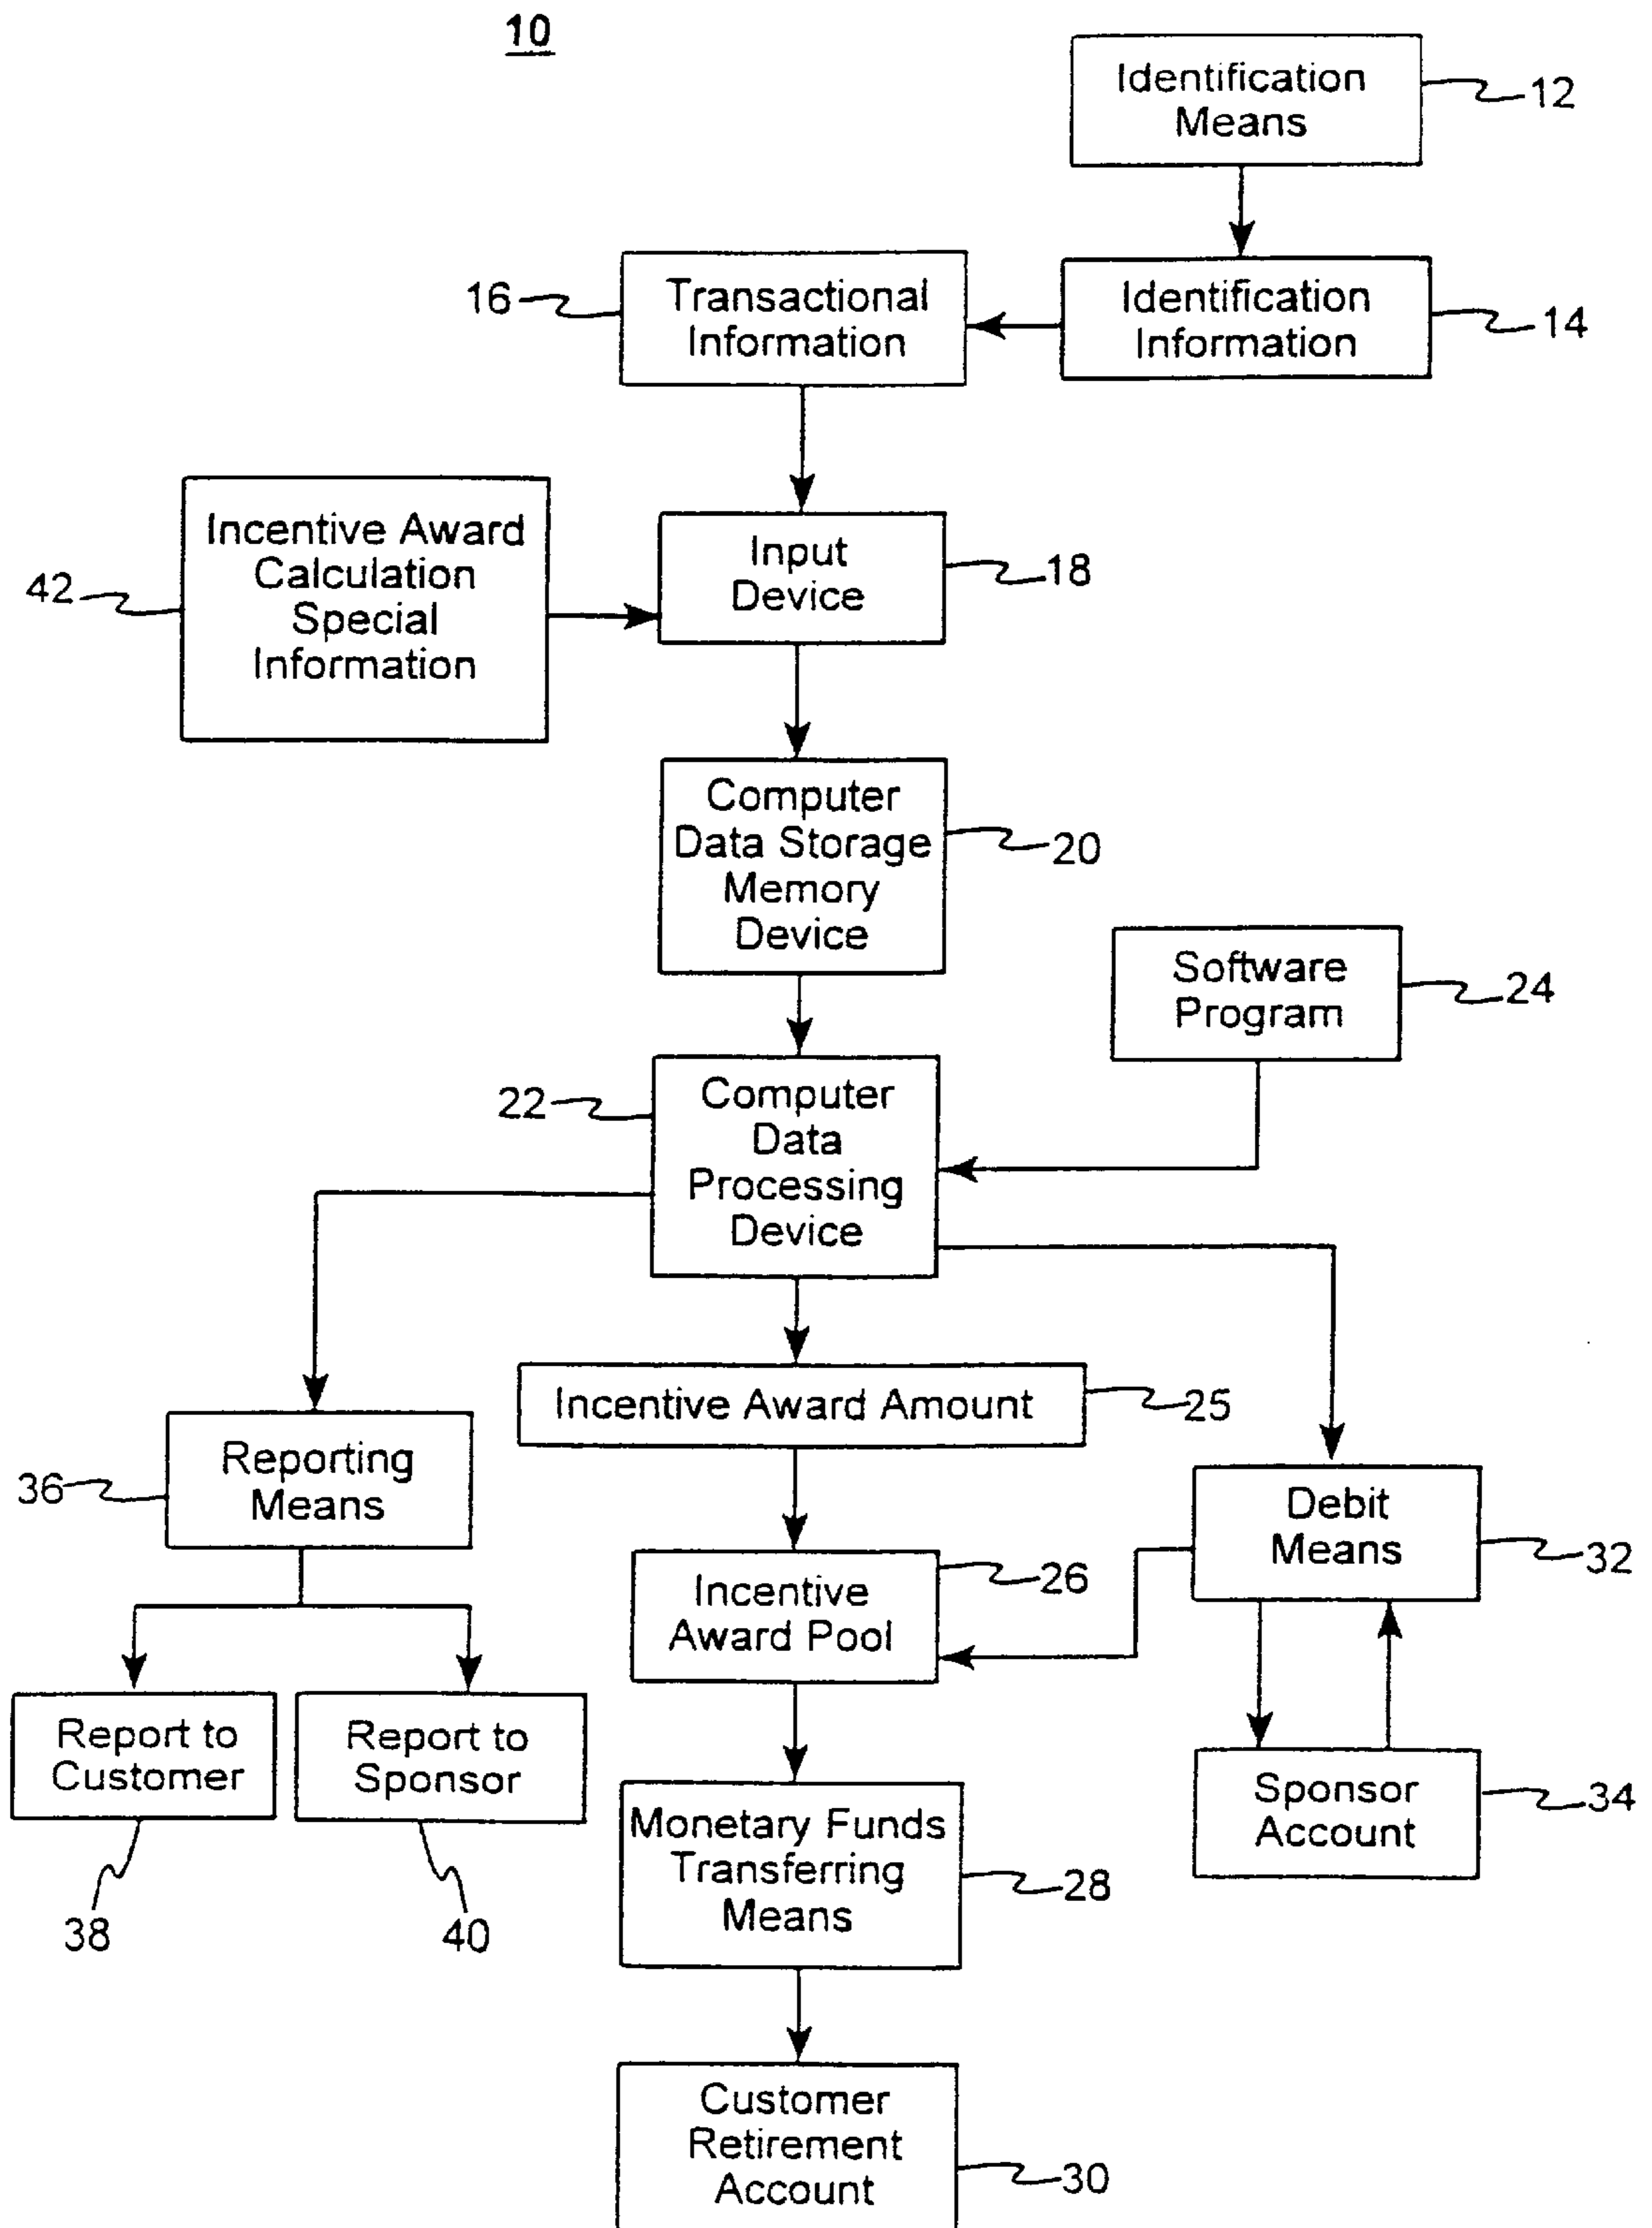 10
Identification
Means
12
Identification
Information
14
16
Transactional
Information
Incentive Award
Calculation
Special
Information
42
Input
Device
18
Computer
Data Storage
Memory
Device
20
Software
Program
24
22
Computer
Data
Processing
Device
Incentive Award Amount
25
Reporting
Means
36
Debit
Means
32
Incentive
Award Pool
26
Report to
Customer
38
Report to
Sponsor
40
Sponsor
Account
34
Monetary Funds
Transferring
Means
28
Customer
Retirement
Account
30